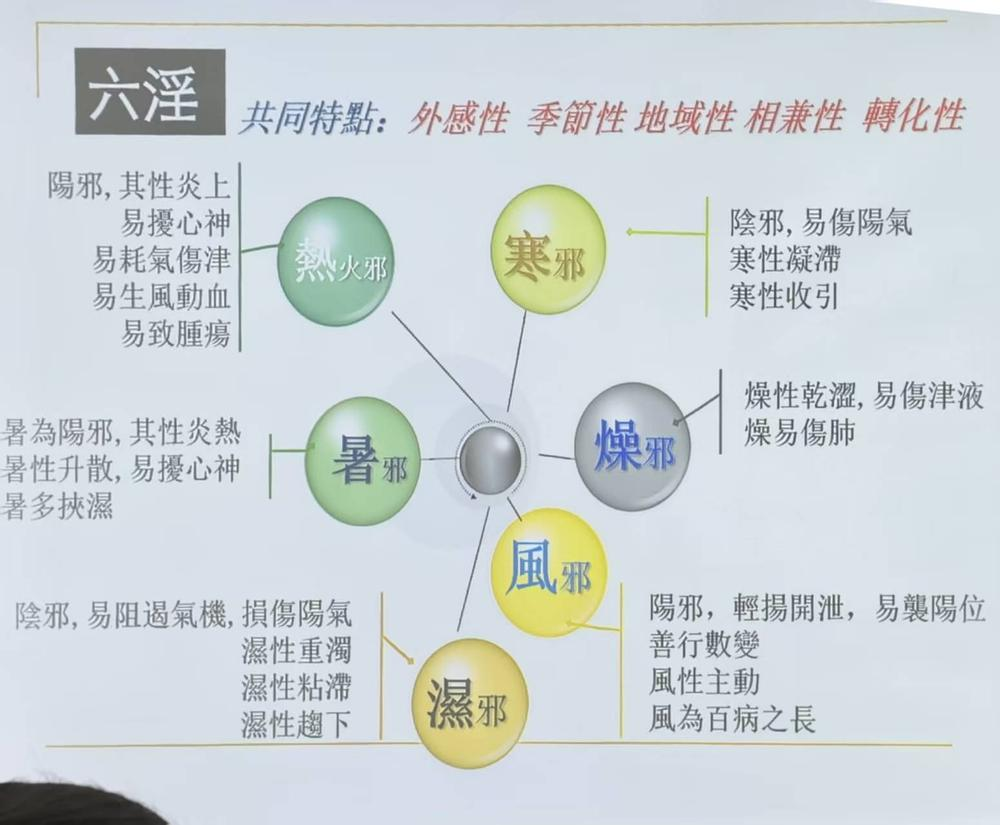 六淫
共同特點：外感性 季節性 地域性 相兼性 轉化性
陽邪,其性炎上
易擾心神
易耗氣傷津
易生風動血
易致腫瘍
熱火邪
寒邪
陰邪,易傷陽氣
寒性凝滯
寒性收引
暑為陽邪,其性炎熱
暑性升散,易擾心神
暑多挾濕
暑邪
燥邪
燥性乾澀,易傷津液
燥易傷肺
風邪
陽邪，輕揚開泄，易襲陽位
善行數變
風性主動
風為百病之長
陰邪,易阻遏氣機,損傷陽氣
濕性重濁
濕性粘滯
濕性趨下
濕邪